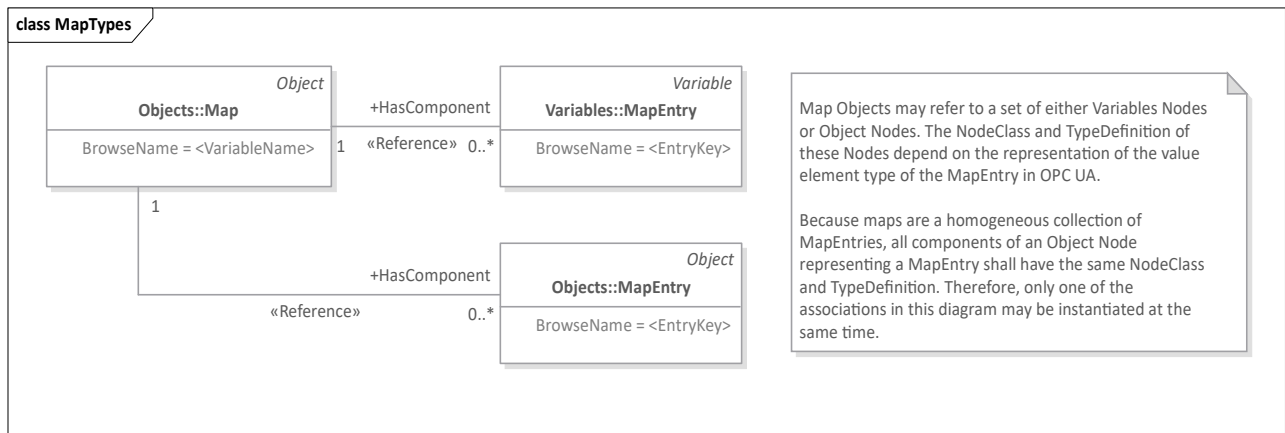 class MapTypes
Object
Objects::Map
BrowseName = <VariableName>
1
+HasComponent
«Reference»
0..*
Variable
Variables::MapEntry
BrowseName = <EntryKey>
1
+HasComponent
«Reference»
0..*
Object
Objects::MapEntry
BrowseName = <EntryKey>
Map Objects may refer to a set of either Variables Nodes
or Object Nodes. The NodeClass and TypeDefinition of
these Nodes depend on the representation of the value
element type of the MapEntry in OPC UA.
Because maps are a homogeneous collection of
MapEntries, all components of an Object Node
representing a MapEntry shall have the same NodeClass
and TypeDefinition. Therefore, only one of the
associations in this diagram may be instantiated at the
same time.